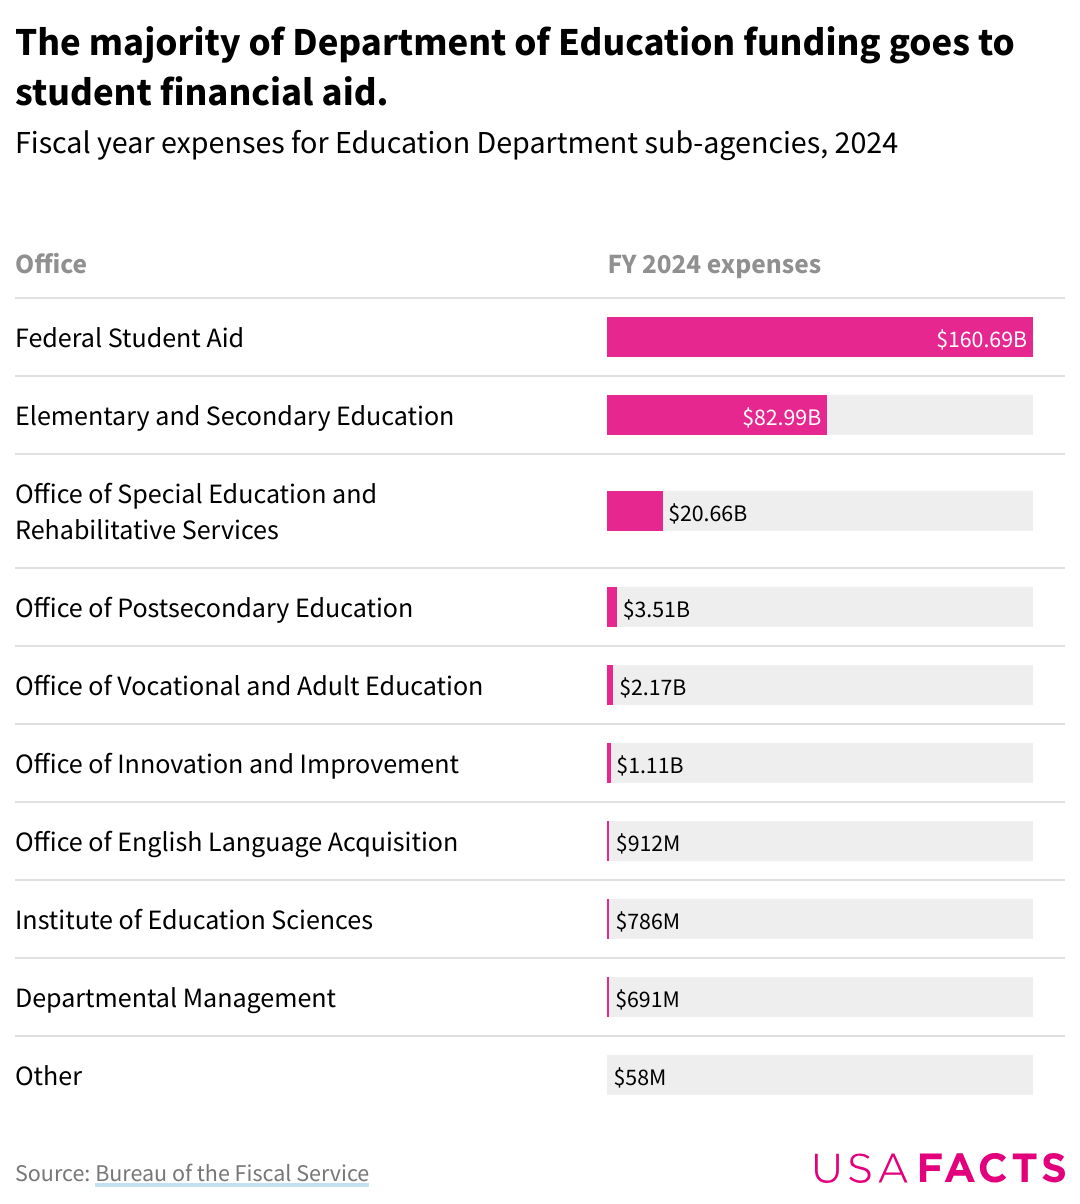 The majority of Department of Education funding goes to
student financial aid.
Fiscal year expenses for Education Department sub-agencies, 2024
Office FY 2024 expenses
Federal Student Aid $160.69B
Elementary and Secondary Education $82.99B
Office of Special Education and
Rehabilitative Services $20.66B
Office of Postsecondary Education $3.51B
Office of Vocational and Adult Education $2.17B
Office of Innovation and Improvement $1.11B
Office of English Language Acquisition $912M
Institute of Education Sciences $786M
Departmental Management $691M
Other $58M
Source: Bureau of the Fiscal Service USAFACTS